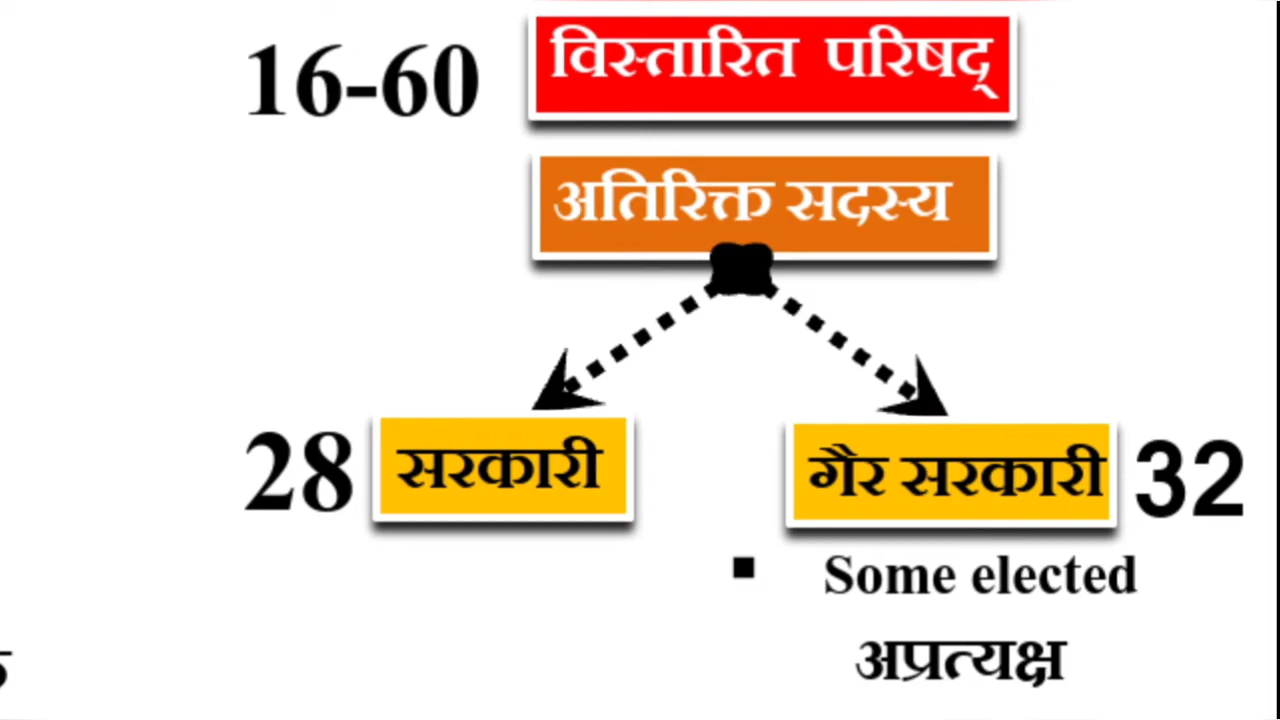 16-60 विस्तारित परिषद्
अतिरिक्त सदस्य
28 सरकारी गैर सरकारी 32
▪ Some elected
अप्रत्यक्ष